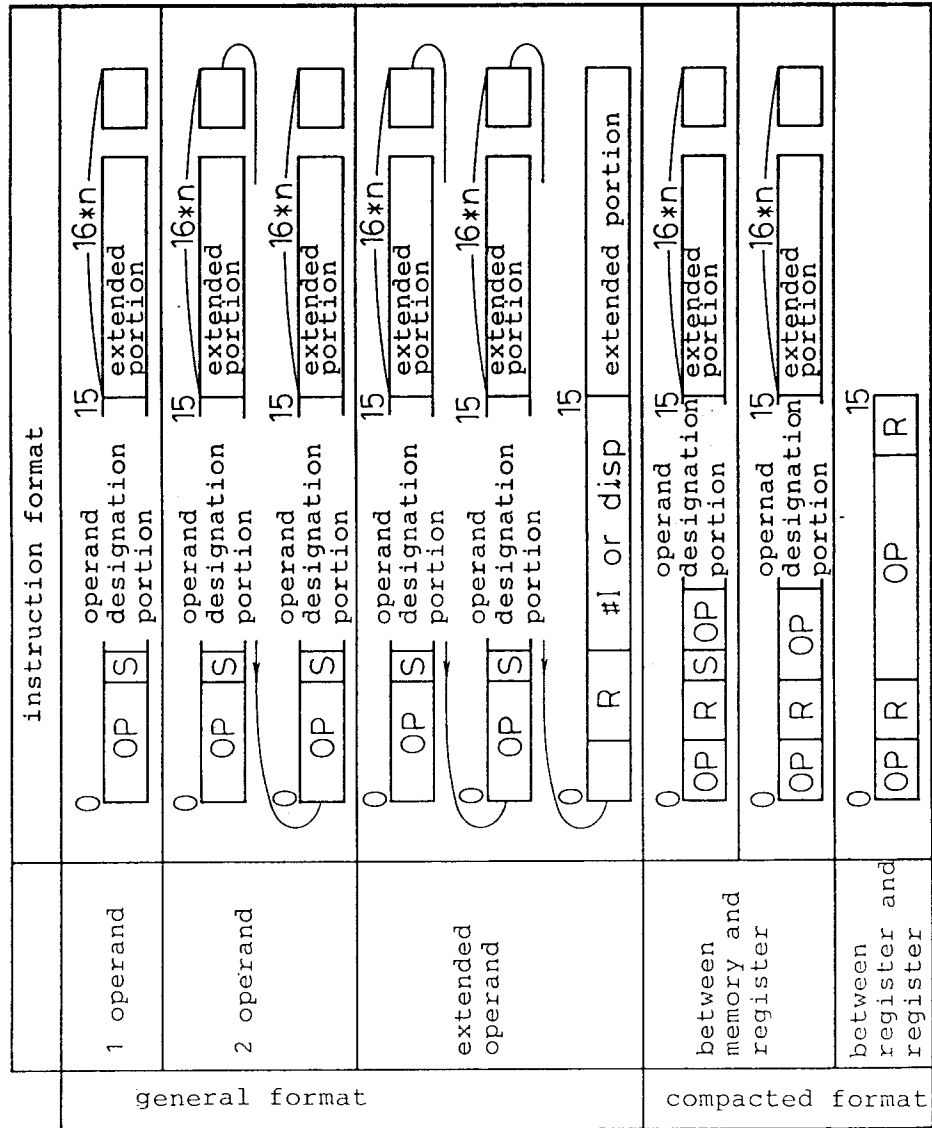 instruction format
general format
1 operand
0
OP S
operand
designation
portion
15
extended
portion
16*n
2 operand
0
OP S
operand
designation
portion
15
extended
portion
16*n
0
OP S
operand
designation
portion
15
extended
portion
16*n
extended
operand
0
OP S
operand
designation
portion
15
extended
portion
16*n
0
OP S
operand
designation
portion
15
extended
portion
16*n
0
R
#I or disp
15
extended portion
compacted format
between
memory and
register
0
OP R S OP
operand
designation
portion
15
extended
portion
16*n
0
OP R OP
opernad
designation
portion
15
extended
portion
16*n
between
register and
register
0
OP R OP R
15